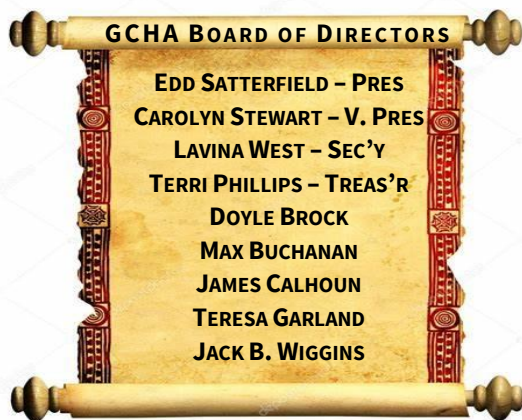 GCHA BOARD OF DIRECTORS
EDD SATTERFIELD – PRES
CAROLYN STEWART – V. PRES
LAVINA WEST – SEC'Y
TERRI PHILLIPS – TREAS'R
DOYLE BROCK
MAX BUCHANAN
JAMES CALHOUN
TERESA GARLAND
JACK B. WIGGINS